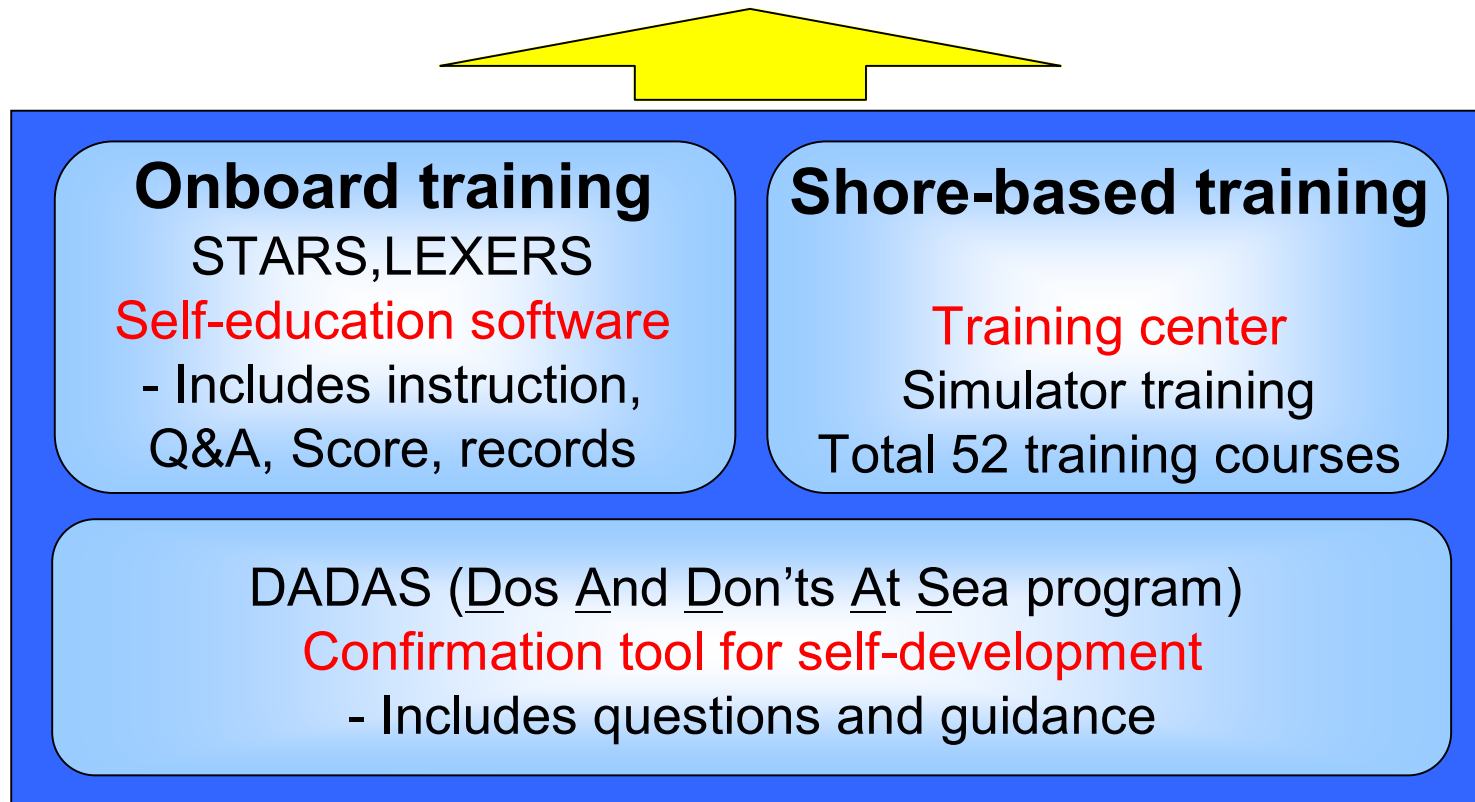 Onboard training
STARS,LEXERS
Self-education software
- Includes instruction,
Q&A, Score, records
Shore-based training
Training center
Simulator training
Total 52 training courses
DADAS (Dos And Don’ts At Sea program)
Confirmation tool for self-development
- Includes questions and guidance